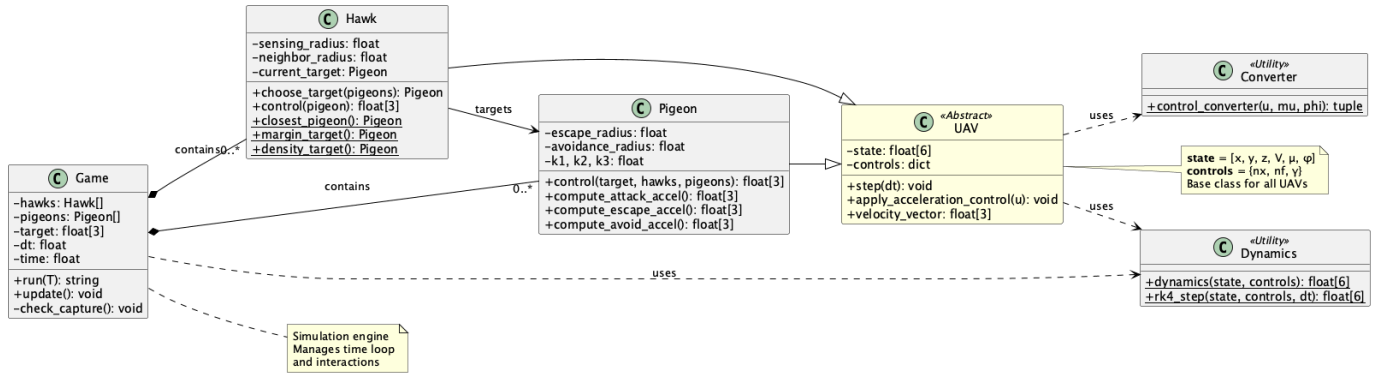 C Hawk
-sensing_radius: float
-neighbor_radius: float
-current_target: Pigeon
+choose_target(pigeons): Pigeon
+control(pigeon): float[3]
+closest_pigeon(): Pigeon
+margin_target(): Pigeon
+density_target(): Pigeon
contains
0..*
targets
C Game
-hawks: Hawk[]
-pigeons: Pigeon[]
-target: float[3]
-dt: float
-time: float
+run(T): string
+update(): void
-check_capture(): void
contains
0..*
C Pigeon
-escape_radius: float
-avoidance_radius: float
-k1, k2, k3: float
+control(target, hawks, pigeons): float[3]
+compute_attack_accel(): float[3]
+compute_escape_accel(): float[3]
+compute_avoid_accel(): float[3]
C «Abstract»
UAV
-state: float[6]
-controls: dict
+step(dt): void
+apply_acceleration_control(u): void
+velocity_vector: float[3]
uses
C «Utility»
Converter
+control_converter(u, mu, phi): tuple
state = [x, y, z, V, μ, φ]
controls = {nx, nf, γ}
Base class for all UAVs
uses
C «Utility»
Dynamics
+dynamics(state, controls): float[6]
+rk4_step(state, controls, dt): float[6]
uses
Simulation engine
Manages time loop
and interactions